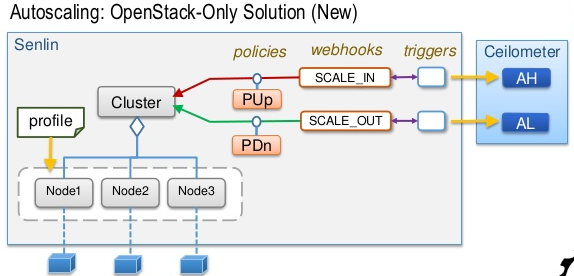 Autoscaling: OpenStack-Only Solution (New)
Senlin
policies webhooks triggers
Ceilometer
SCALE_IN
AH
Cluster
PUp
profile
SCALE_OUT
AL
PDn
Node1 Node2 Node3